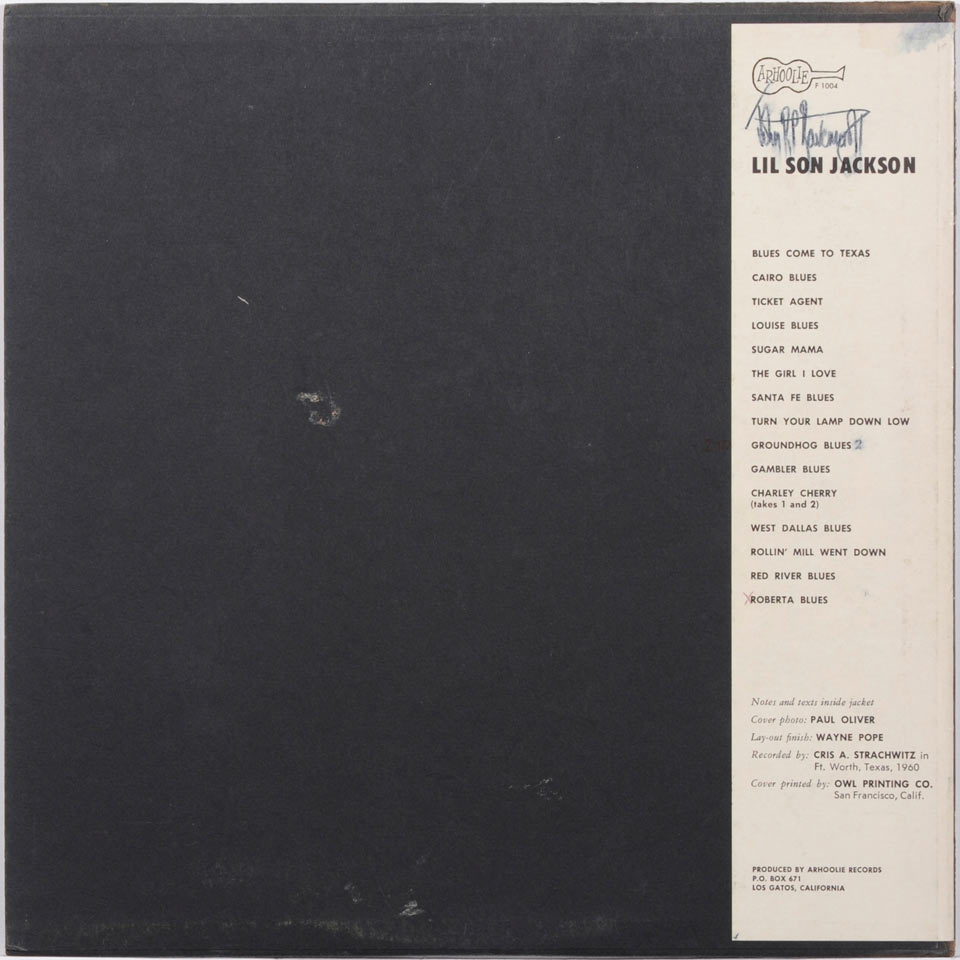 ARHOOLIE
F 1004
LIL SON JACKSON
BLUES COME TO TEXAS
CAIRO BLUES
TICKET AGENT
LOUISE BLUES
SUGAR MAMA
THE GIRL I LOVE
SANTA FE BLUES
TURN YOUR LAMP DOWN LOW
GROUNDHOG BLUES 2
GAMBLER BLUES
CHARLEY CHERRY
(takes 1 and 2)
WEST DALLAS BLUES
ROLLIN' MILL WENT DOWN
RED RIVER BLUES
XROBERTA BLUES
Notes and texts inside jacket
Cover photo: PAUL OLIVER
Lay-out finish: WAYNE POPE
Recorded by: CRIS A. STRACHWITZ in
Ft. Worth, Texas, 1960
Cover printed by: OWL PRINTING CO.
San Francisco, Calif.
PRODUCED BY ARHOOLIE RECORDS
P.O. BOX 671
LOS GATOS, CALIFORNIA